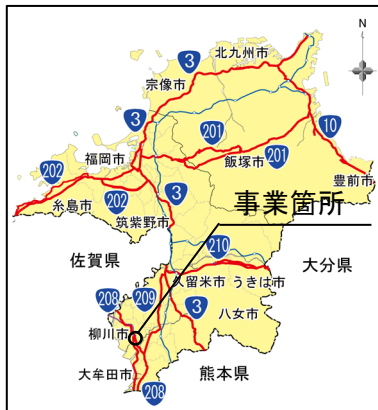 N
北九州市
3
宗像市
3
201
10
福岡市
202
飯塚市
201
豊前市
糸島市
202
3
筑紫野市
事業箇所
佐賀県
210
大分県
久留米市
うきは市
208
209
3
八女市
柳川市
大牟田市
208
熊本県